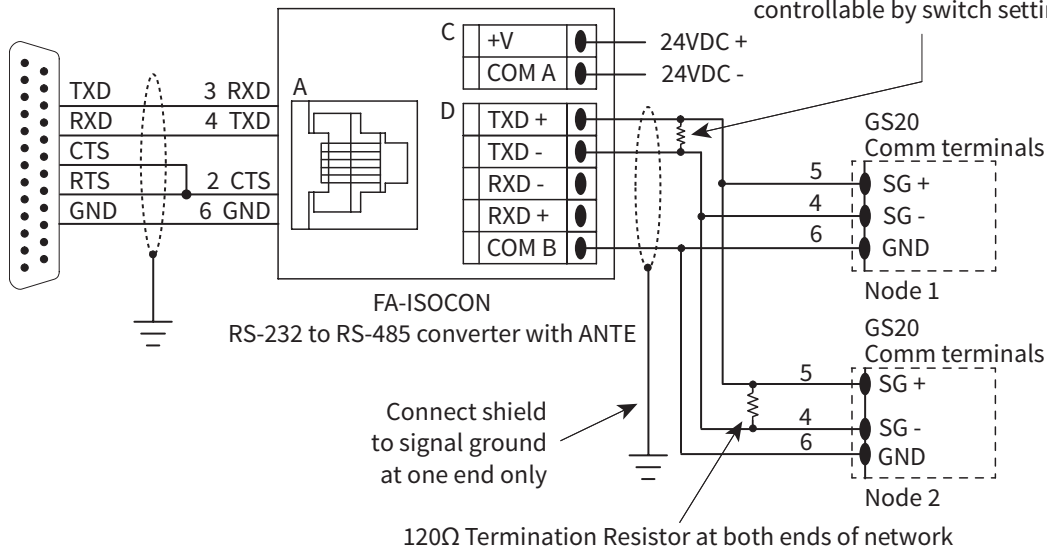 controllable by switch setti
TXD
RXD
CTS
RTS
GND
3 RXD
4 TXD
2 CTS
6 GND
A
C
+V
COM A
24VDC +
24VDC -
D
TXD +
TXD -
RXD -
RXD +
COM B
FA-ISOCON
RS-232 to RS-485 converter with ANTE
Connect shield
to signal ground
at one end only
GS20
Comm terminals
5
SG +
4
SG -
6
GND
Node 1
GS20
Comm terminals
5
SG +
4
SG -
6
GND
Node 2
120Ω Termination Resistor at both ends of network